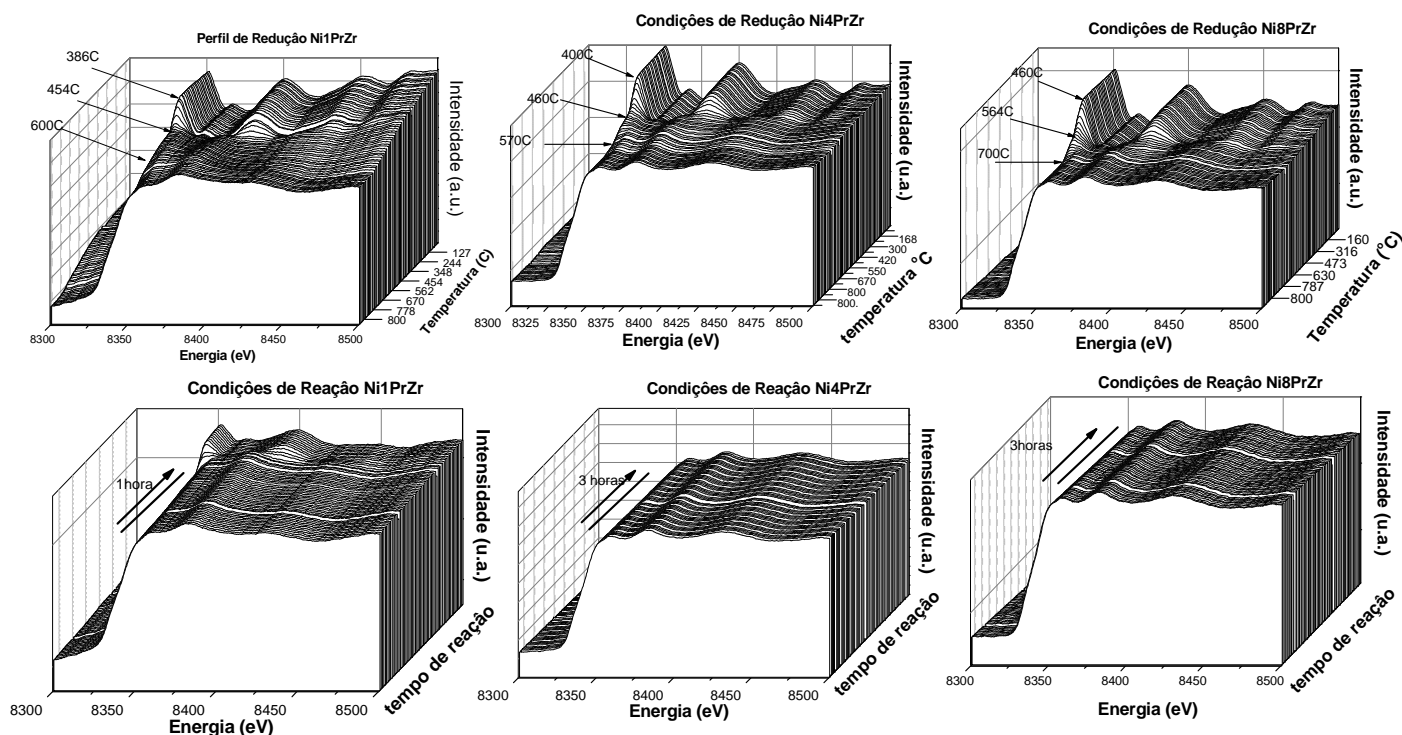 Perfil de Redução Ni1PrZr
386C
454C
600C
Intensidade (a.u.)
127
244
348
454
562
670
778
800
Temperatura (C)
8300
8350
8400
8450
8500
Energia (eV)
Condições de Redução Ni4PrZr
400C
460C
570C
Intensidade (u.a.)
168
300
420
550
670
800
800.
temperatura °C
8300
8325
8350
8375
8400
8425
8450
8475
8500
Energia (eV)
Condições de Redução Ni8PrZr
460C
564C
700C
Intensidade (a.u.)
160
316
473
630
787
800
Temperatura (°C)
8300
8350
8400
8450
8500
Energia (eV)
Condições de Reação Ni1PrZr
1hora
Intensidade (u.a.)
tempo de reação
8300
8350
8400
8450
8500
Energia (eV)
Condições de Reação Ni4PrZr
3 horas
Intensidade (u.a.)
tempo de reação
8300
8350
8400
8450
8500
Energia (eV)
Condições de Reação Ni8PrZr
3horas
Intensidade (u.a.)
tempo de reação
8300
8350
8400
8450
8500
Energia (eV)